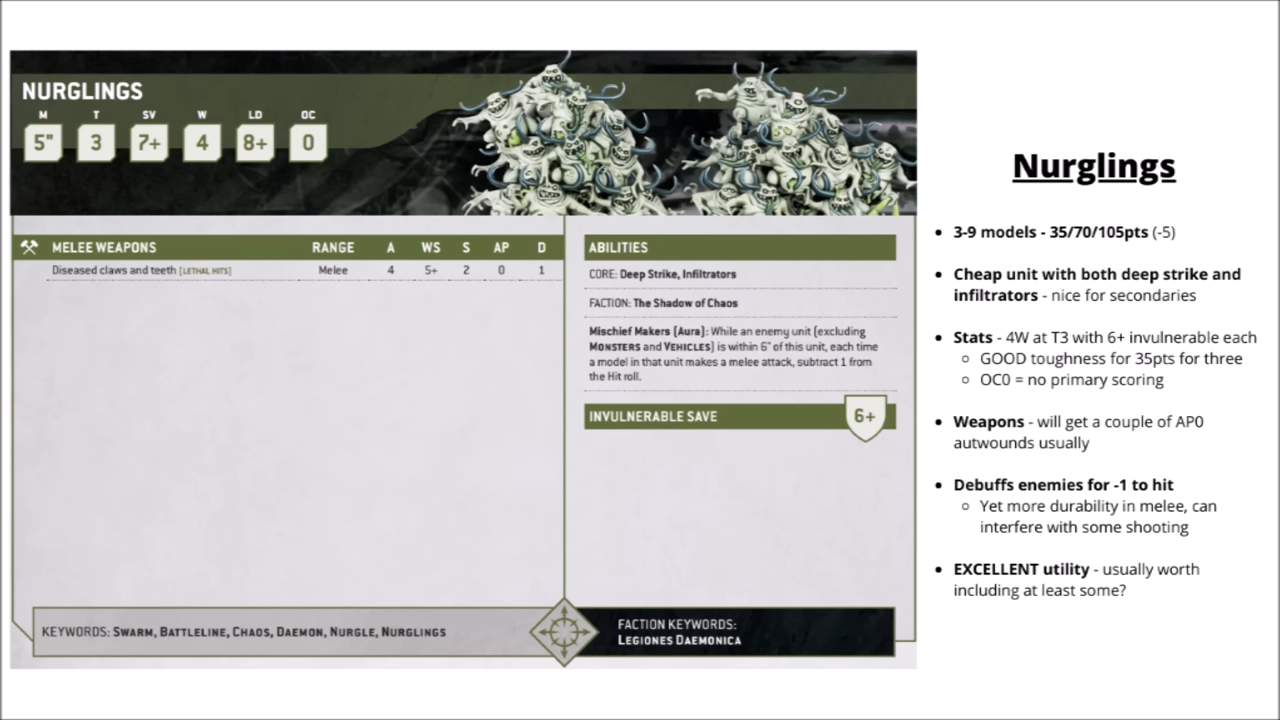 NURGLINGS
M T SV W LD OC
5" 3 7+ 4 8+ 0
MELEE WEAPONS RANGE A WS S AP D
Diseased claws and teeth [LETHAL HITS] Melee 4 5+ 2 0 1
ABILITIES
CORE: Deep Strike, Infiltrators
FACTION: The Shadow of Chaos
Mischief Makers (Aura): While an enemy unit (excluding
MONSTERS and VEHICLES) is within 6" of this unit, each time
a model in that unit makes a melee attack, subtract 1 from
the Hit roll.
INVULNERABLE SAVE 6+
KEYWORDS: SWARM, BATTLELINE, CHAOS, DAEMON, NURGLE, NURGLINGS
FACTION KEYWORDS:
LEGIONES DAEMONICA
Nurglings
• 3-9 models - 35/70/105pts (-5)
• Cheap unit with both deep strike and
infiltrators - nice for secondaries
• Stats - 4W at T3 with 6+ invulnerable each
○ GOOD toughness for 35pts for three
○ OC0 = no primary scoring
• Weapons - will get a couple of AP0
autwounds usually
• Debuffs enemies for -1 to hit
○ Yet more durability in melee, can
interfere with some shooting
• EXCELLENT utility - usually worth
including at least some?